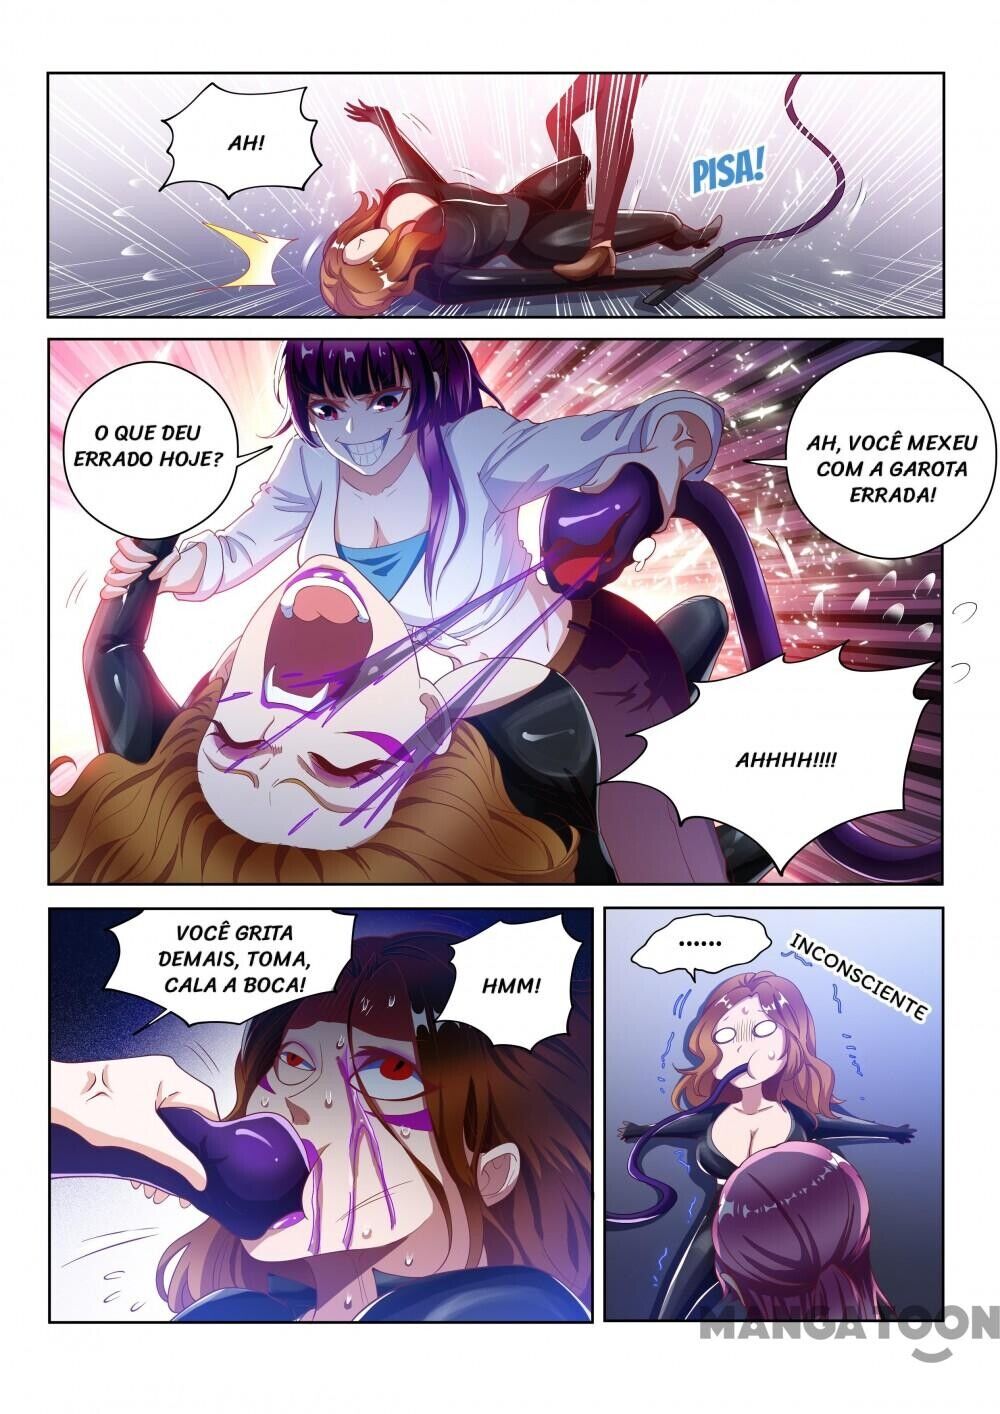 AH!
PISA!
O QUE DEU
ERRADO HOJE?
AH, VOCÊ MEXEU
COM A GAROTA
ERRADA!
AHHHH!!!!
VOCÊ GRITA
DEMAIS, TOMA,
CALA A BOCA!
HMM!
......
INCONSCIENTE
MANGATOON